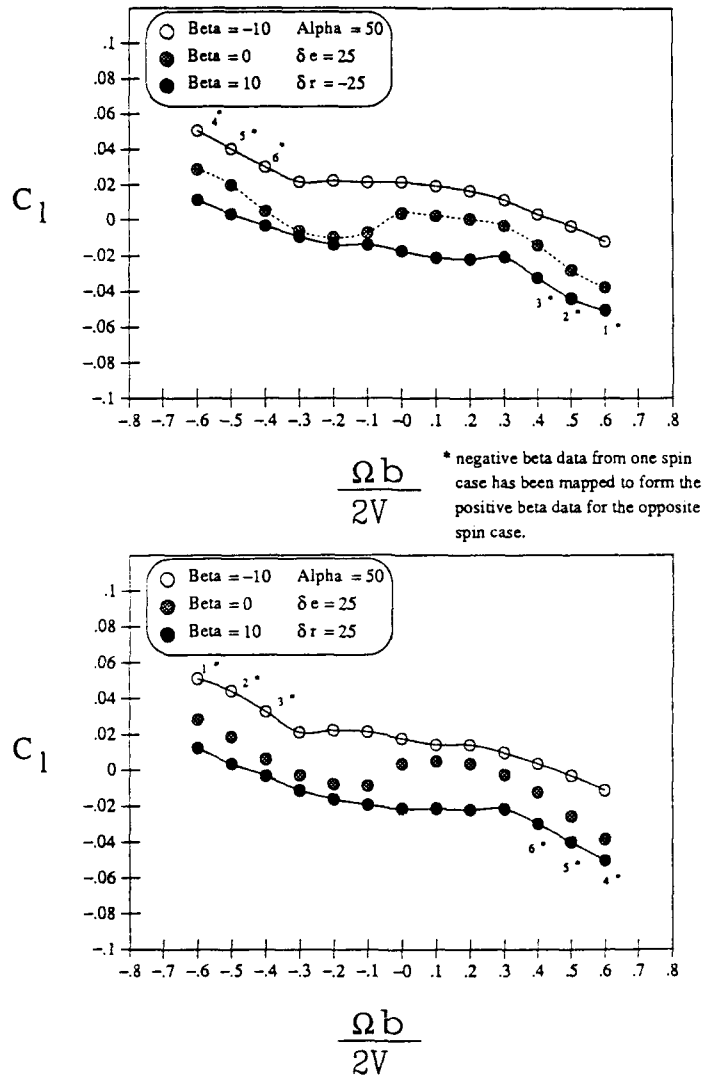 Beta = -10 Alpha = 50
Beta = 0 δe = 25
Beta = 10 δr = -25
.1
.08
.06
.04
.02
0
-.02
-.04
-.06
-.08
-.1
C1
4*
5*
6*
3*
2*
1*
-.8 -.7 -.6 -.5 -.4 -.3 -.2 -.1 -0 .1 .2 .3 .4 .5 .6 .7 .8
Ωb
2V
* negative beta data from one spin
case has been mapped to form the
positive beta data for the opposite
spin case.
Beta = -10 Alpha = 50
Beta = 0 δe = 25
Beta = 10 δr = 25
.1
.08
.06
.04
.02
0
-.02
-.04
-.06
-.08
-.1
C1
1*
2*
3*
6*
5*
4*
-.8 -.7 -.6 -.5 -.4 -.3 -.2 -.1 -0 .1 .2 .3 .4 .5 .6 .7 .8
Ωb
2V